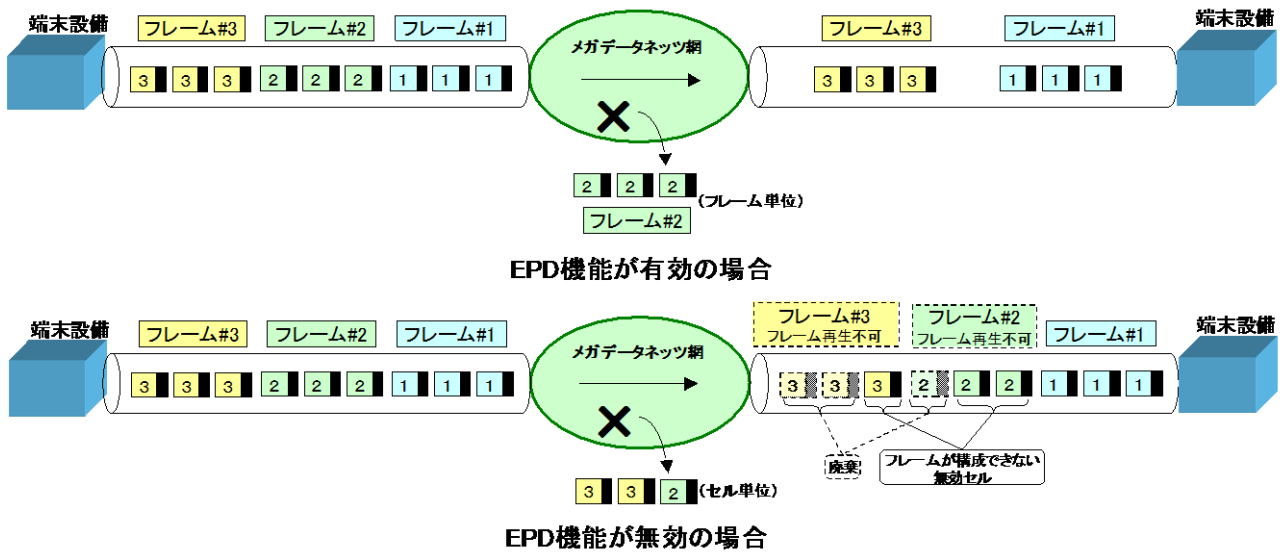 端末設備
フレーム#3
フレーム#2
フレーム#1
メガデータネッツ網
フレーム#3
フレーム#1
端末設備
3 3 3 2 2 2 1 1 1
3 3 3 1 1 1
2 2 2
(フレーム単位)
フレーム#2
EPD機能が有効の場合
端末設備
フレーム#3
フレーム#2
フレーム#1
メガデータネッツ網
フレーム#3
フレーム再生不可
フレーム#2
フレーム再生不可
フレーム#1
端末設備
3 3 3 2 2 2 1 1 1
3 3 3 2 2 2 1 1 1
廃棄
フレームが構成できない
無効セル
3 3 2
(セル単位)
EPD機能が無効の場合